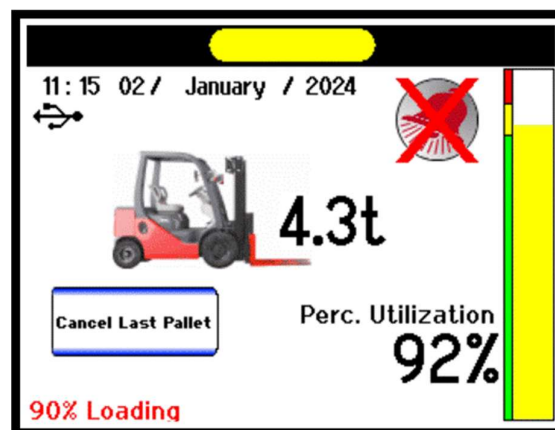 11:15 02/ January / 2024
4.3t
Cancel Last Pallet
Perc. Utilization
92%
90% Loading